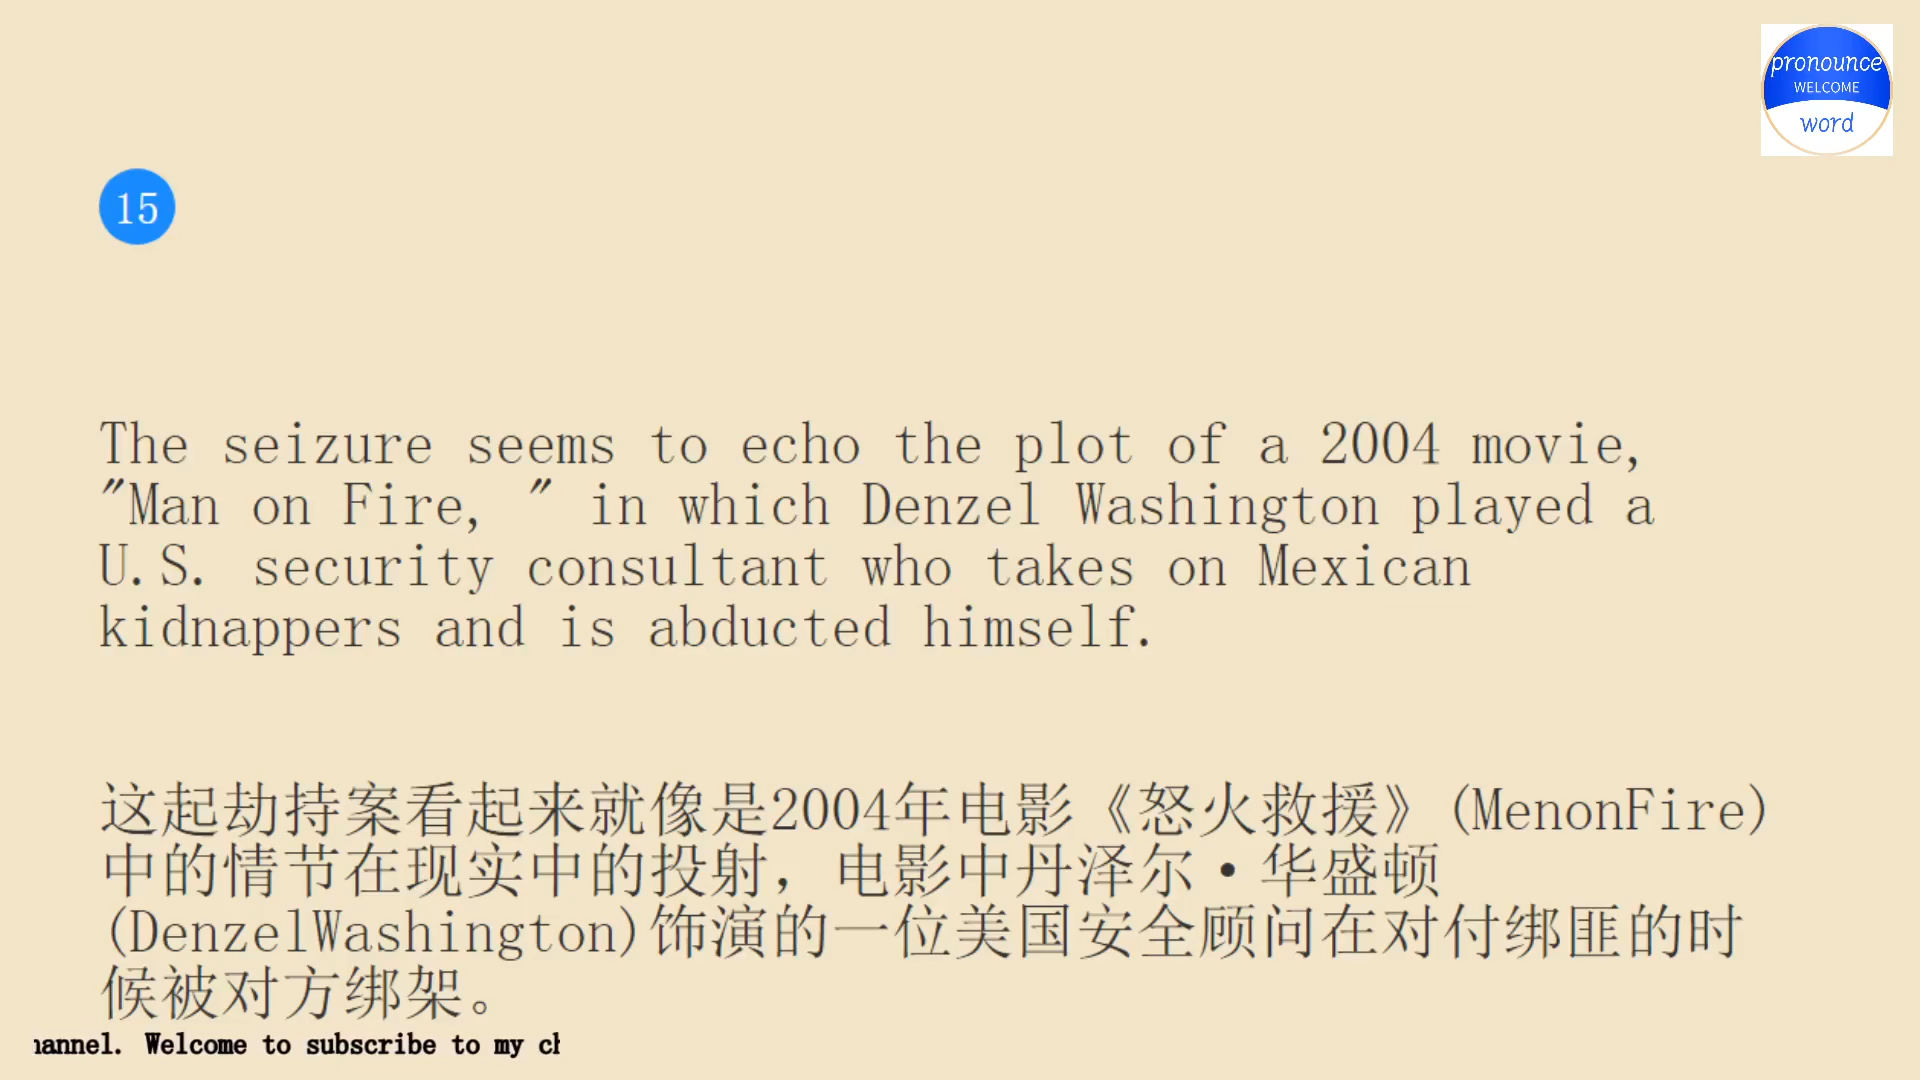 pronounce
WELCOME
word
15
The seizure seems to echo the plot of a 2004 movie,
"Man on Fire, " in which Denzel Washington played a
U.S. security consultant who takes on Mexican
kidnappers and is abducted himself.
这起劫持案看起来就像是2004年电影《怒火救援》(MenonFire)
中的情节在现实中的投射，电影中丹泽尔·华盛顿
(DenzelWashington)饰演的一位美国安全顾问在对付绑匪的时
候被对方绑架。
hannel. Welcome to subscribe to my ch